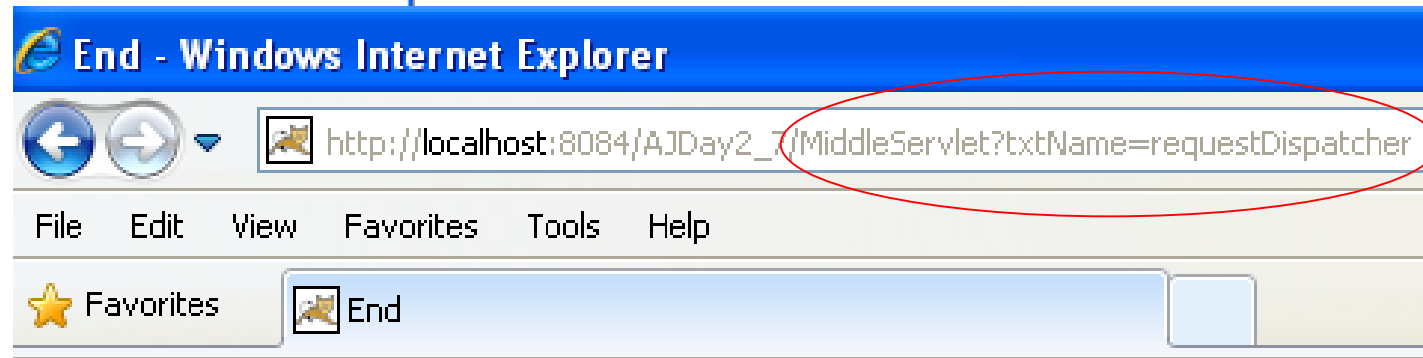 End - Windows Internet Explorer
http://localhost:8084/AJDay2_7/MiddleServlet?txtName=requestDispatcher
File Edit View Favorites Tools Help
Favorites End